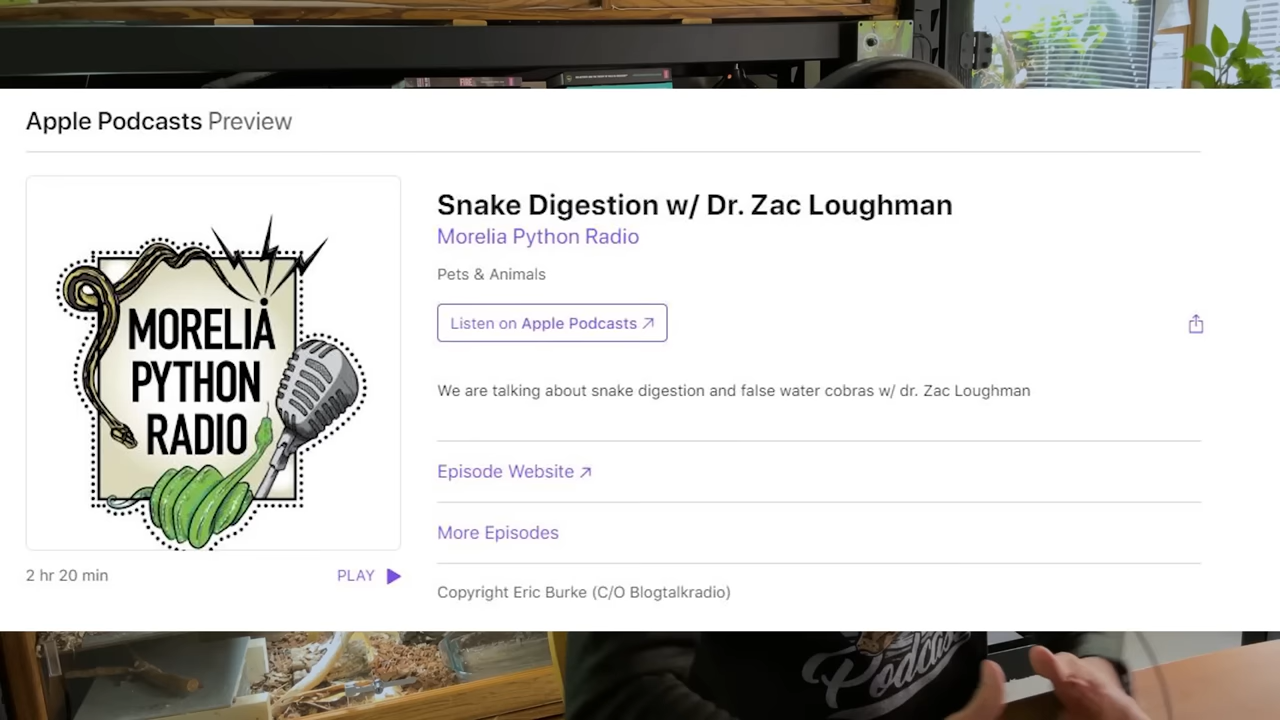 Apple Podcasts Preview
MORELIA
PYTHON
RADIO
2 hr 20 min
PLAY
Snake Digestion w/ Dr. Zac Loughman
Morelia Python Radio
Pets & Animals
Listen on Apple Podcasts ↗
We are talking about snake digestion and false water cobras w/ dr. Zac Loughman
Episode Website ↗
More Episodes
Copyright Eric Burke (C/O Blogtalkradio)
Podcast